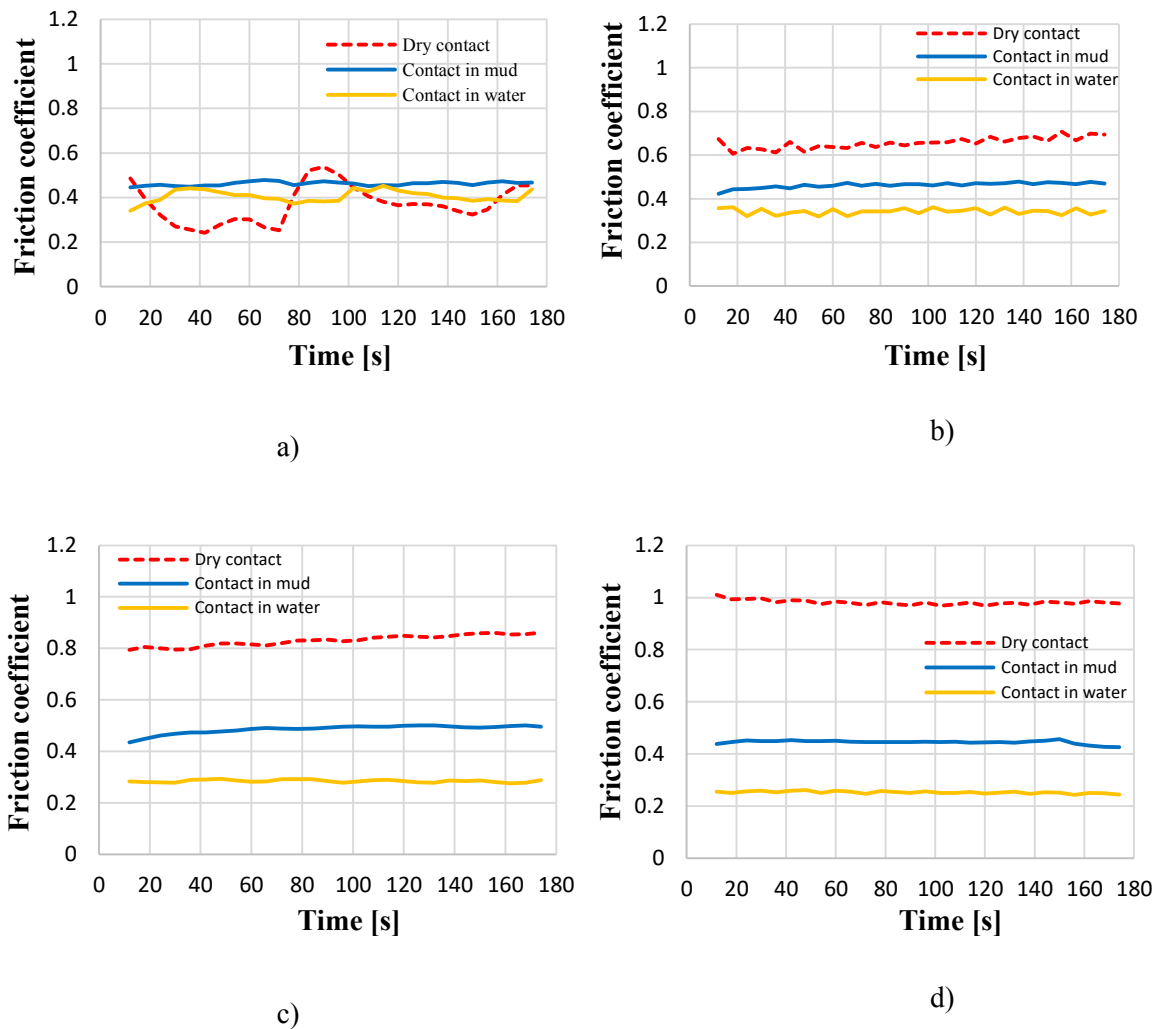 1.2
1
0.8
0.6
0.4
0.2
0
Friction coefficient
Dry contact
Contact in mud
Contact in water
0 20 40 60 80 100 120 140 160 180
Time [s]
a)
1.2
1
0.8
0.6
0.4
0.2
0
Friction coefficient
Dry contact
Contact in mud
Contact in water
0 20 40 60 80 100 120 140 160 180
Time [s]
b)
1.2
1
0.8
0.6
0.4
0.2
0
Friction coefficient
Dry contact
Contact in mud
Contact in water
0 20 40 60 80 100 120 140 160 180
Time [s]
c)
1.2
1
0.8
0.6
0.4
0.2
0
Friction coefficient
Dry contact
Contact in mud
Contact in water
0 20 40 60 80 100 120 140 160 180
Time [s]
d)